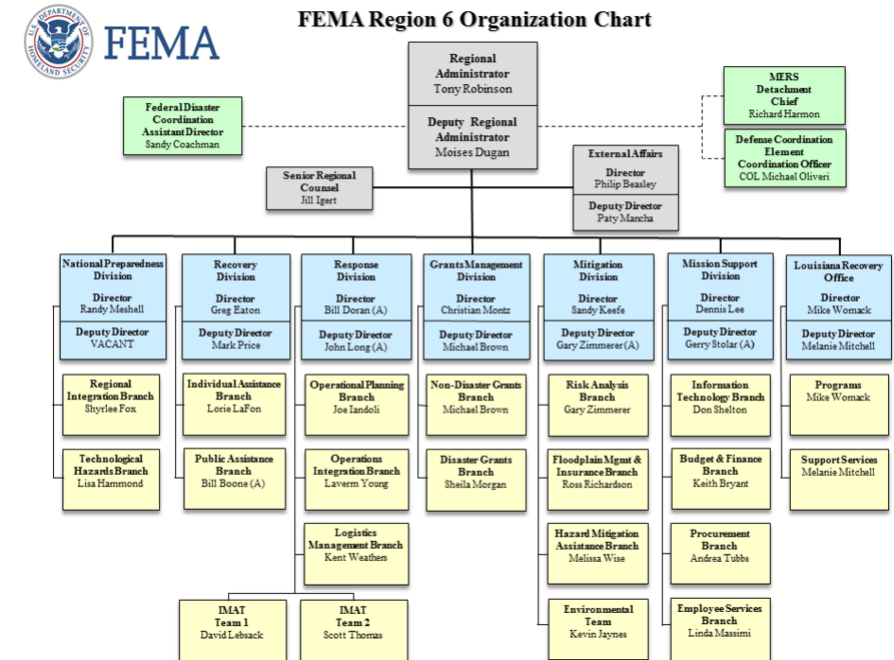 FEMA Region 6 Organization Chart
U.S. DEPARTMENT OF
HOMELAND SECURITY
FEMA
Regional
Administrator
Tony Robinson
Deputy Regional
Administrator
Moises Dugan
Federal Disaster
Coordination
Assistant Director
Sandy Coachman
MERS
Detachment
Chief
Richard Harmon
Defense Coordination
Element
Coordination Officer
COL Michael Oliveri
Senior Regional
Counsel
Jill Igert
External Affairs
Director
Philip Beasley
Deputy Director
Paty Mancha
National Preparedness
Division
Director
Randy Meshell
Deputy Director
VACANT
Regional
Integration Branch
Shyrlee Fox
Technological
Hazards Branch
Lisa Hammond
Recovery
Division
Director
Greg Eaton
Deputy Director
Mark Price
Individual Assistance
Branch
Lorie LaFon
Public Assistance
Branch
Bill Boone (A)
Response
Division
Director
Bill Doran (A)
Deputy Director
John Long (A)
Operational Planning
Branch
Joe Iandoli
Operations
Integration Branch
Laverm Young
Logistics
Management Branch
Kent Weathers
IMAT
Team 1
David Lebsack
IMAT
Team 2
Scott Thomas
Grants Management
Division
Director
Christian Montz
Deputy Director
Michael Brown
Non-Disaster Grants
Branch
Michael Brown
Disaster Grants
Branch
Sheila Morgan
Mitigation
Division
Director
Sandy Keefe
Deputy Director
Gary Zimmerer (A)
Risk Analysis
Branch
Gary Zimmerer
Floodplain Mgmt &
Insurance Branch
Ross Richardson
Hazard Mitigation
Assistance Branch
Melissa Wise
Environmental
Team
Kevin Jaynes
Mission Support
Division
Director
Dennis Lee
Deputy Director
Gerry Stolar (A)
Information
Technology Branch
Don Shelton
Budget & Finance
Branch
Keith Bryant
Procurement
Branch
Andrea Tubbs
Employee Services
Branch
Linda Massimi
Louisiana Recovery
Office
Director
Mike Womack
Deputy Director
Melanie Mitchell
Programs
Mike Womack
Support Services
Melanie Mitchell